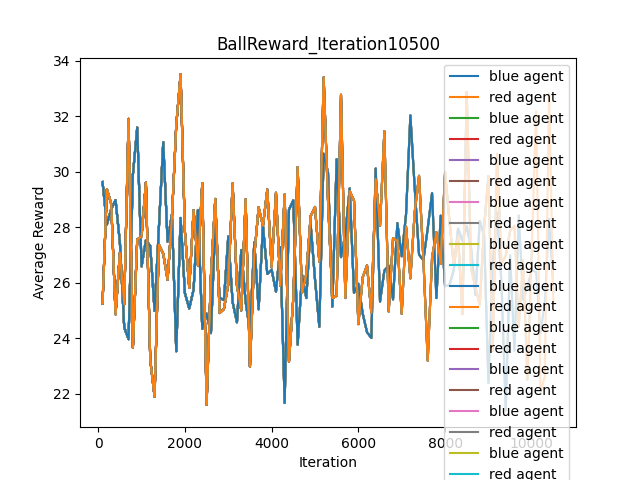 BallReward_Iteration10500
34
32
30
28
26
24
22
Average Reward
0
2000
4000
6000
8000
10000
Iteration
blue agent
red agent
blue agent
red agent
blue agent
red agent
blue agent
red agent
blue agent
red agent
blue agent
red agent
blue agent
red agent
blue agent
red agent
blue agent
red agent
blue agent
red agent